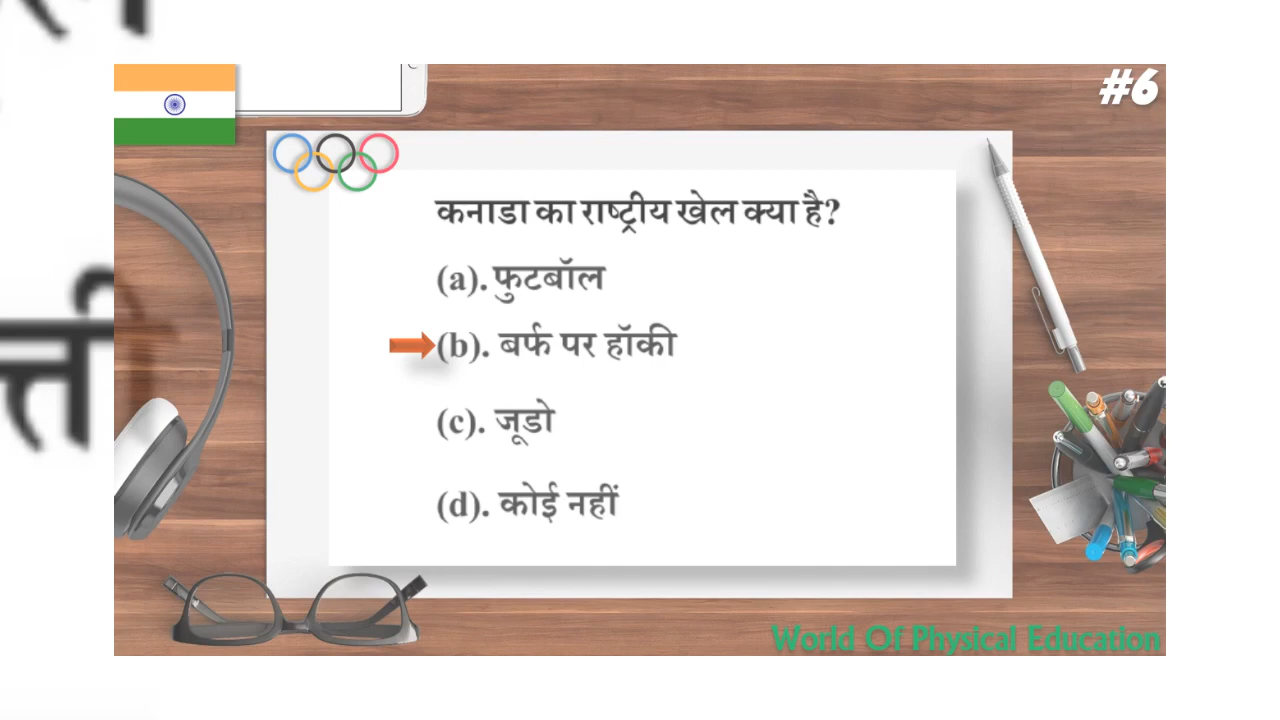 #6
कनाडा का राष्ट्रीय खेल क्या है?
(a). फुटबॉल
(b). बर्फ पर हॉकी
(c). जूडो
(d). कोई नहीं
World Of Physical Education